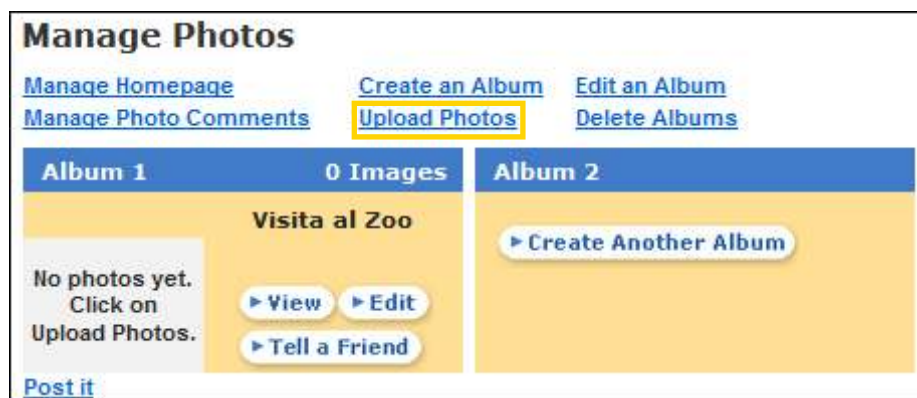 Manage Photos
Manage Homepage Create an Album Edit an Album
Manage Photo Comments Upload Photos Delete Albums
Album 1 0 Images Album 2
Visita al Zoo
Create Another Album
No photos yet.
Click on
Upload Photos.
View Edit
Tell a Friend
Post it